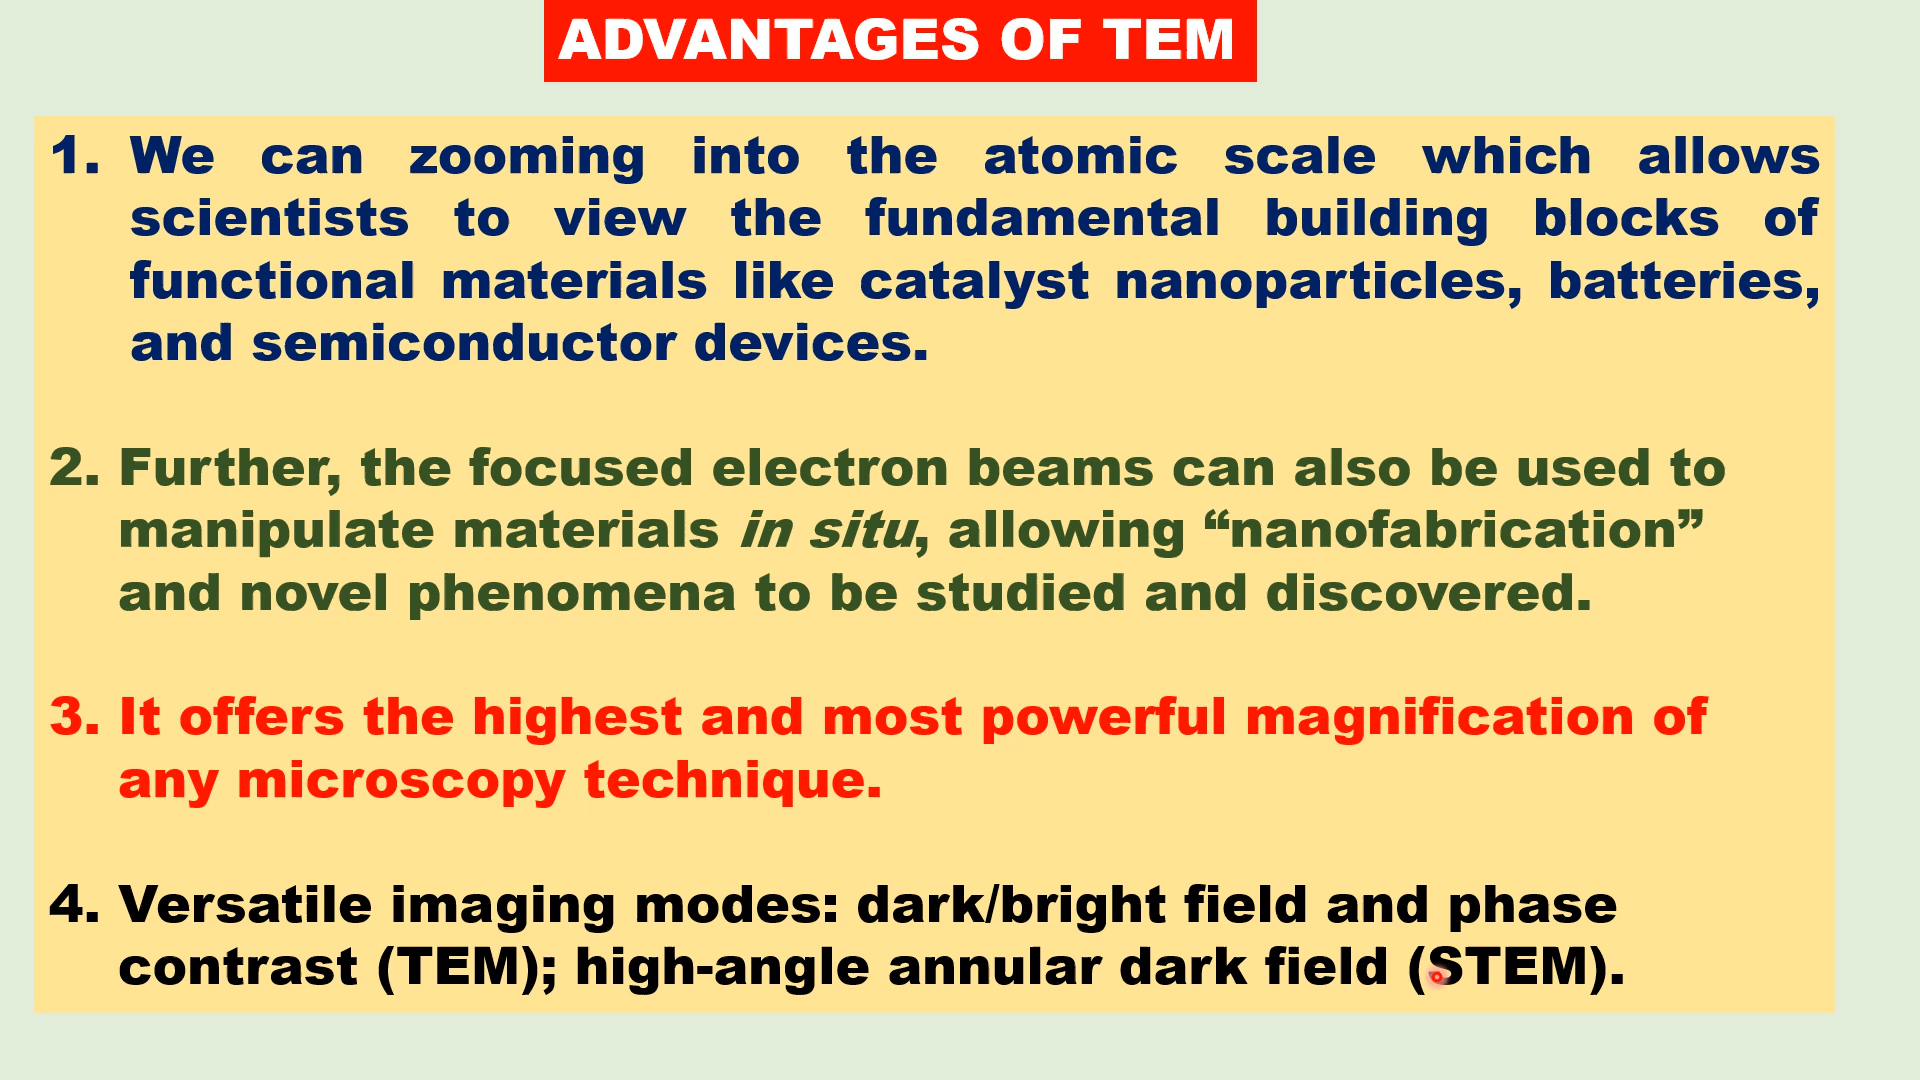 ADVANTAGES OF TEM
1. We can zooming into the atomic scale which allows
scientists to view the fundamental building blocks of
functional materials like catalyst nanoparticles, batteries,
and semiconductor devices.
2. Further, the focused electron beams can also be used to
manipulate materials in situ, allowing “nanofabrication”
and novel phenomena to be studied and discovered.
3. It offers the highest and most powerful magnification of
any microscopy technique.
4. Versatile imaging modes: dark/bright field and phase
contrast (TEM); high-angle annular dark field (STEM).